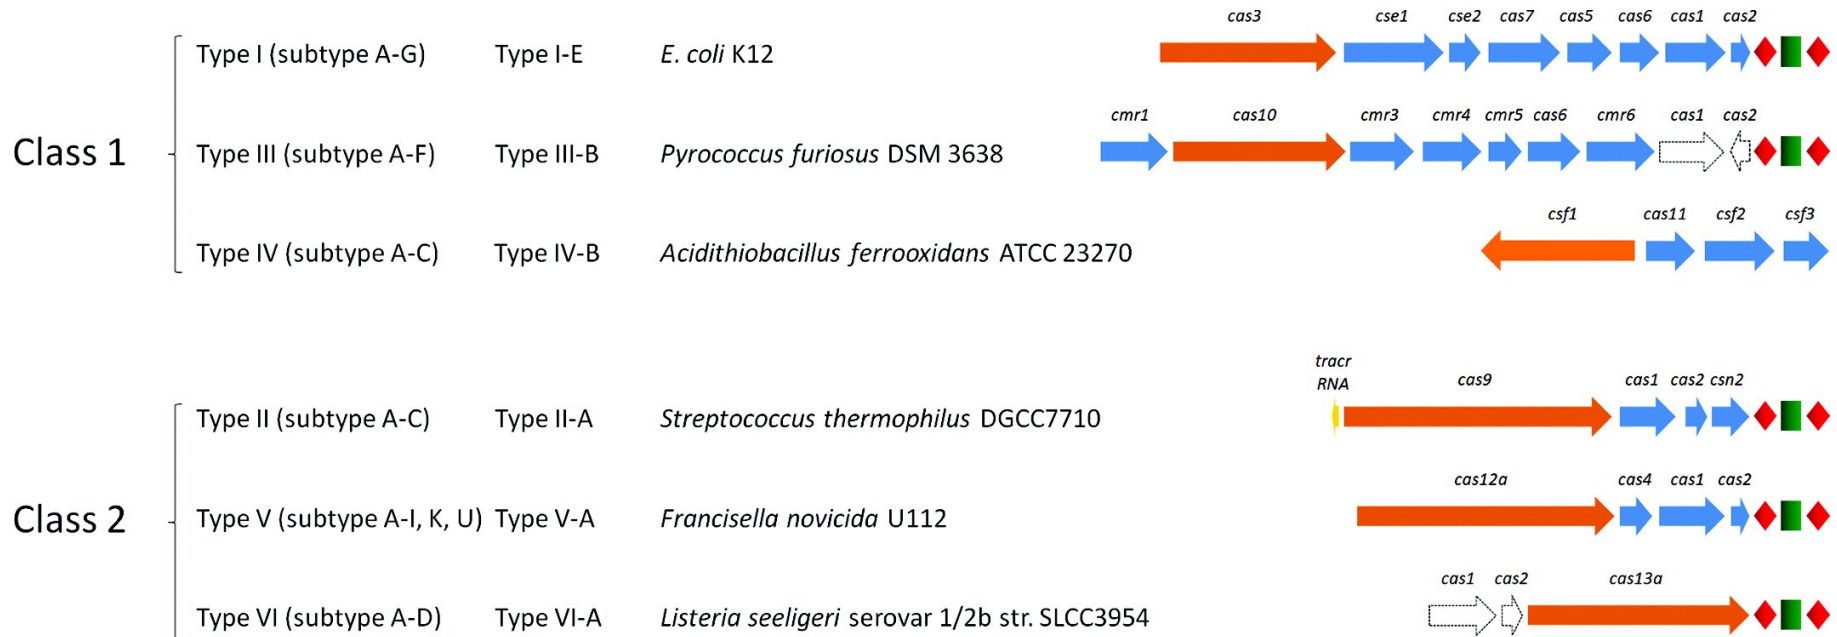 cas3 cse1 cse2 cas7 cas5 cas6 cas1 cas2
Type I (subtype A-G) Type I-E E. coli K12
cmr1 cas10 cmr3 cmr4 cmr5 cas6 cmr6 cas1 cas2
Class 1 Type III (subtype A-F) Type III-B Pyrococcus furiosus DSM 3638
csf1 cas11 csf2 csf3
Type IV (subtype A-C) Type IV-B Acidithiobacillus ferrooxidans ATCC 23270
tracr
RNA cas9 cas1 cas2 csn2
Type II (subtype A-C) Type II-A Streptococcus thermophilus DGCC7710
cas12a cas4 cas1 cas2
Class 2 Type V (subtype A-I, K, U) Type V-A Francisella novicida U112
cas1 cas2 cas13a
Type VI (subtype A-D) Type VI-A Listeria seeligeri serovar 1/2b str. SLCC3954